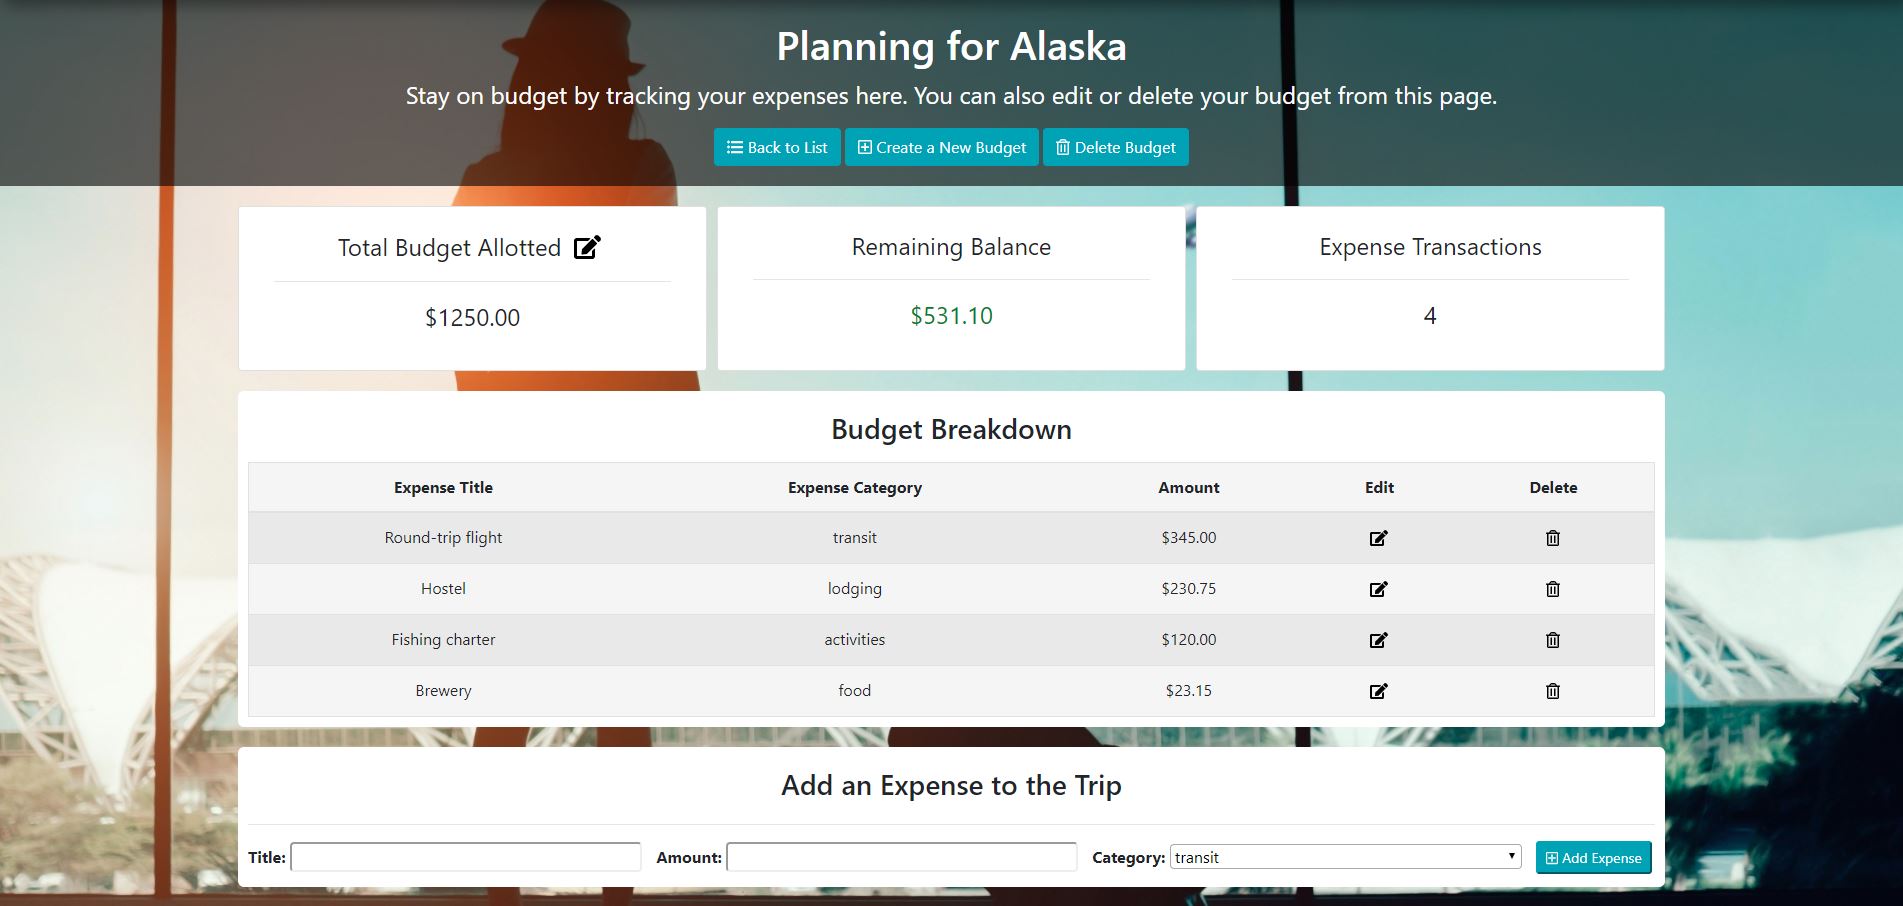 Planning for Alaska
Stay on budget by tracking your expenses here. You can also edit or delete your budget from this page.
Back to List Create a New Budget Delete Budget
Total Budget Allotted
$1250.00
Remaining Balance
$531.10
Expense Transactions
4
Budget Breakdown
Expense Title Expense Category Amount Edit Delete
Round-trip flight transit $345.00
Hostel lodging $230.75
Fishing charter activities $120.00
Brewery food $23.15
Add an Expense to the Trip
Title: Amount: Category: transit Add Expense